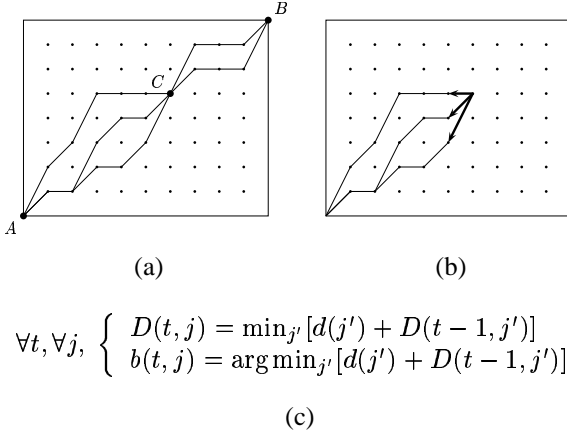 B
C
A
(a) (b)
∀t, ∀j, { D(t, j) = min_{j′}[d(j′) + D(t − 1, j′)]
b(t, j) = arg min_{j′}[d(j′) + D(t − 1, j′)]
(c)